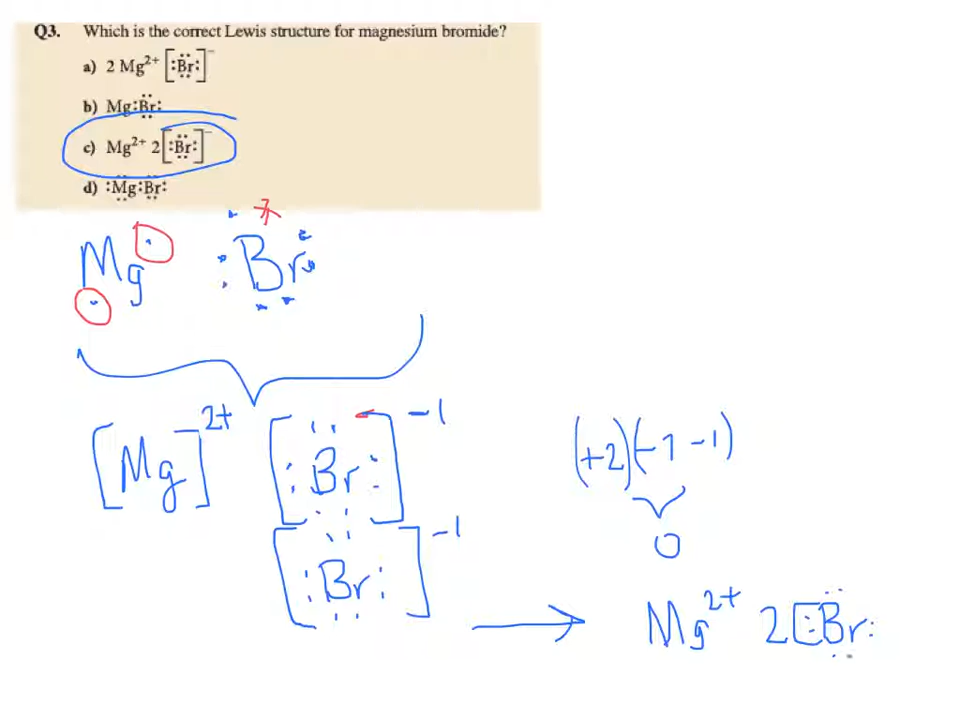 Q3. Which is the correct Lewis structure for magnesium bromide?
a) 2 Mg²⁺ [:Br:]⁻
b) Mg:Br:
c) Mg²⁺ 2[:Br:]⁻
d) :Mg:Br:
Mg :Br
[Mg]²⁺ [:Br:]⁻¹
(+2)(-1 -1)
0
[:Br:]⁻¹
Mg²⁺ 2[:Br: